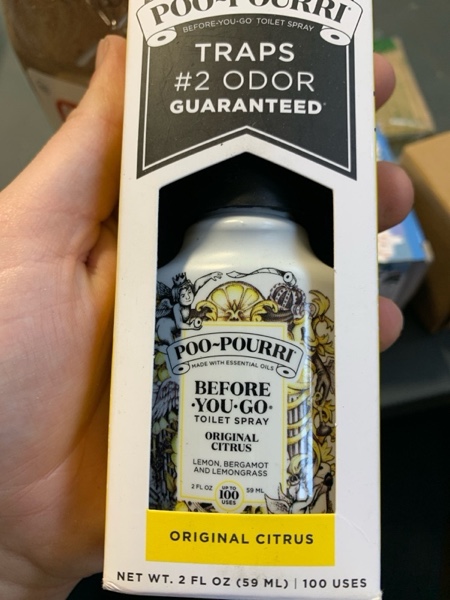 POO~POURRI
BEFORE-YOU-GO® TOILET SPRAY
TRAPS
#2 ODOR
GUARANTEED*
POO~POURRI®
MADE WITH ESSENTIAL OILS
BEFORE
·YOU·GO®
TOILET SPRAY
ORIGINAL
CITRUS
LEMON, BERGAMOT
AND LEMONGRASS
2 FL OZ UP TO 100 USES 59 ML
ORIGINAL CITRUS
NET WT. 2 FL OZ (59 ML) | 100 USES